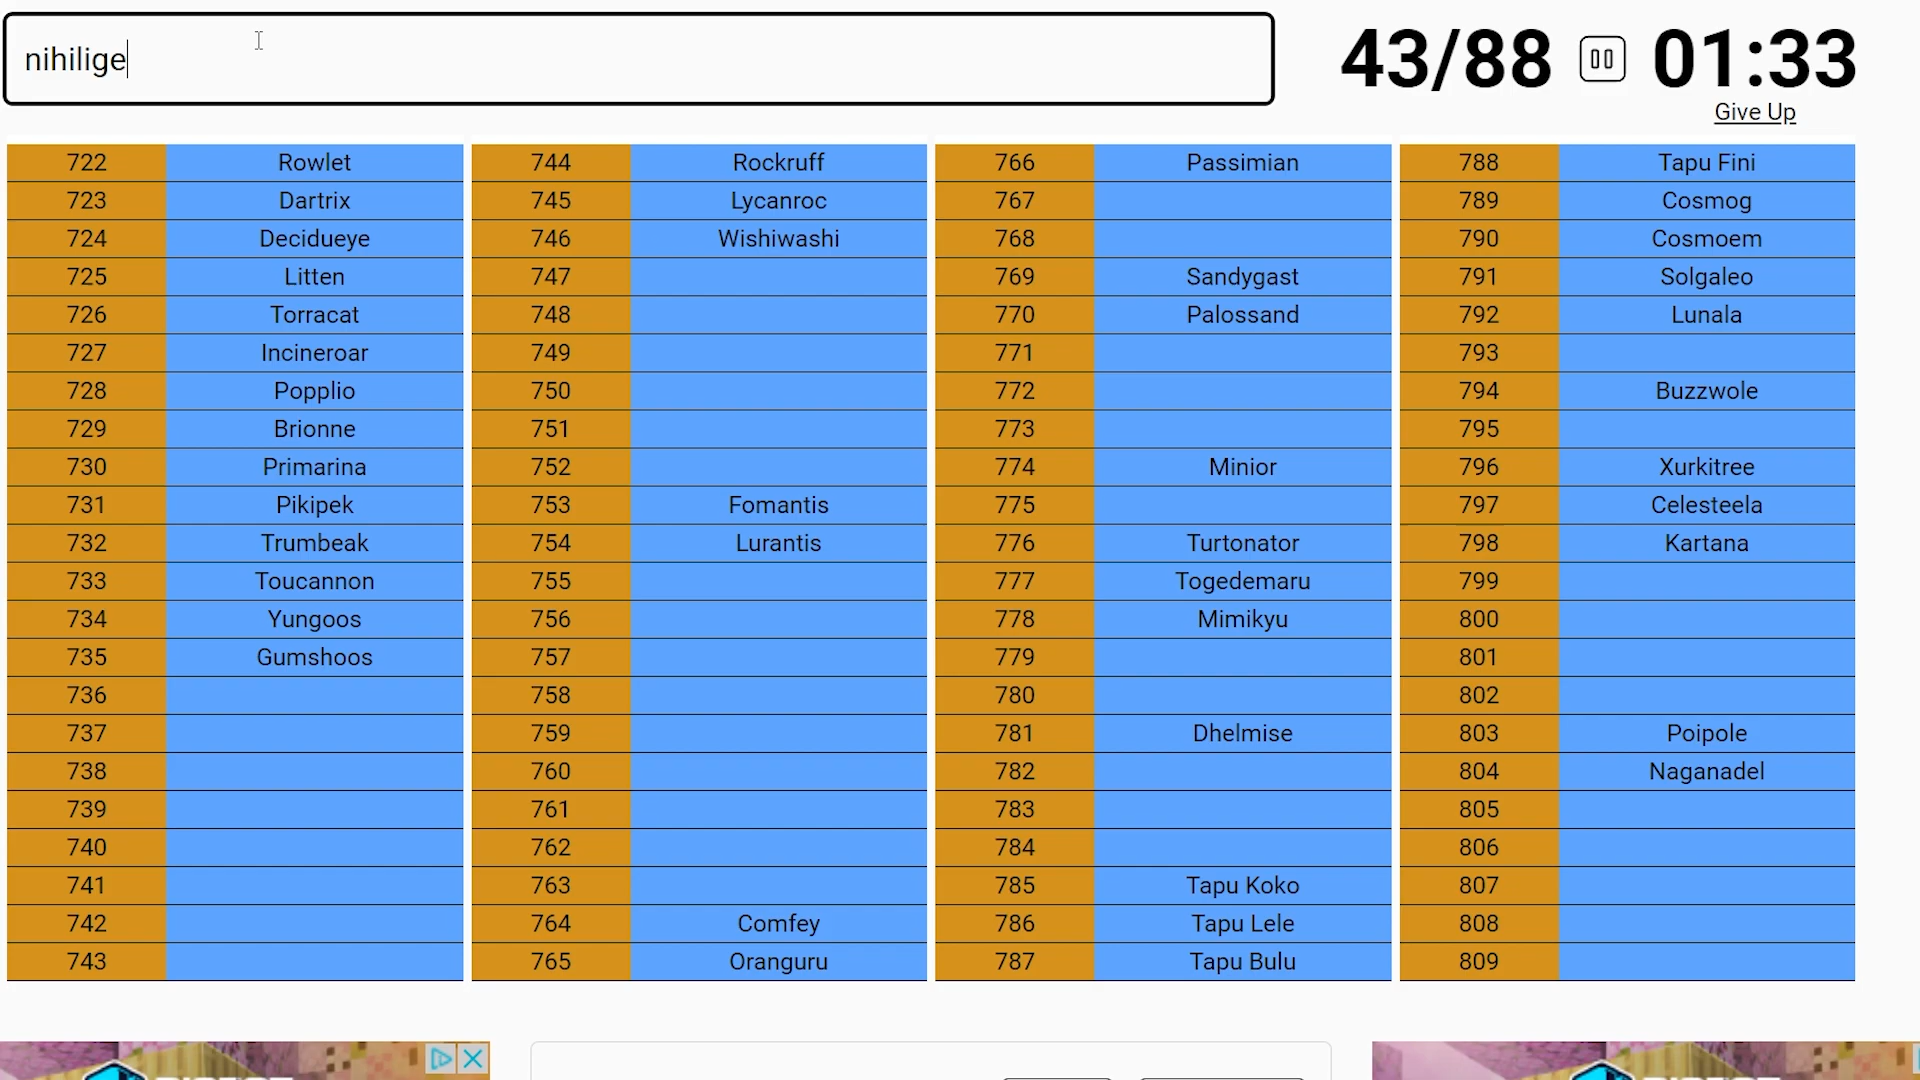 nihilige
43/88
01:33
Give Up
722 Rowlet
723 Dartrix
724 Decidueye
725 Litten
726 Torracat
727 Incineroar
728 Popplio
729 Brionne
730 Primarina
731 Pikipek
732 Trumbeak
733 Toucannon
734 Yungoos
735 Gumshoos
736
737
738
739
740
741
742
743
744 Rockruff
745 Lycanroc
746 Wishiwashi
747
748
749
750
751
752
753 Fomantis
754 Lurantis
755
756
757
758
759
760
761
762
763
764 Comfey
765 Oranguru
766 Passimian
767
768
769 Sandygast
770 Palossand
771
772
773
774 Minior
775
776 Turtonator
777 Togedemaru
778 Mimikyu
779
780
781 Dhelmise
782
783
784
785 Tapu Koko
786 Tapu Lele
787 Tapu Bulu
788 Tapu Fini
789 Cosmog
790 Cosmoem
791 Solgaleo
792 Lunala
793
794 Buzzwole
795
796 Xurkitree
797 Celesteela
798 Kartana
799
800
801
802
803 Poipole
804 Naganadel
805
806
807
808
809